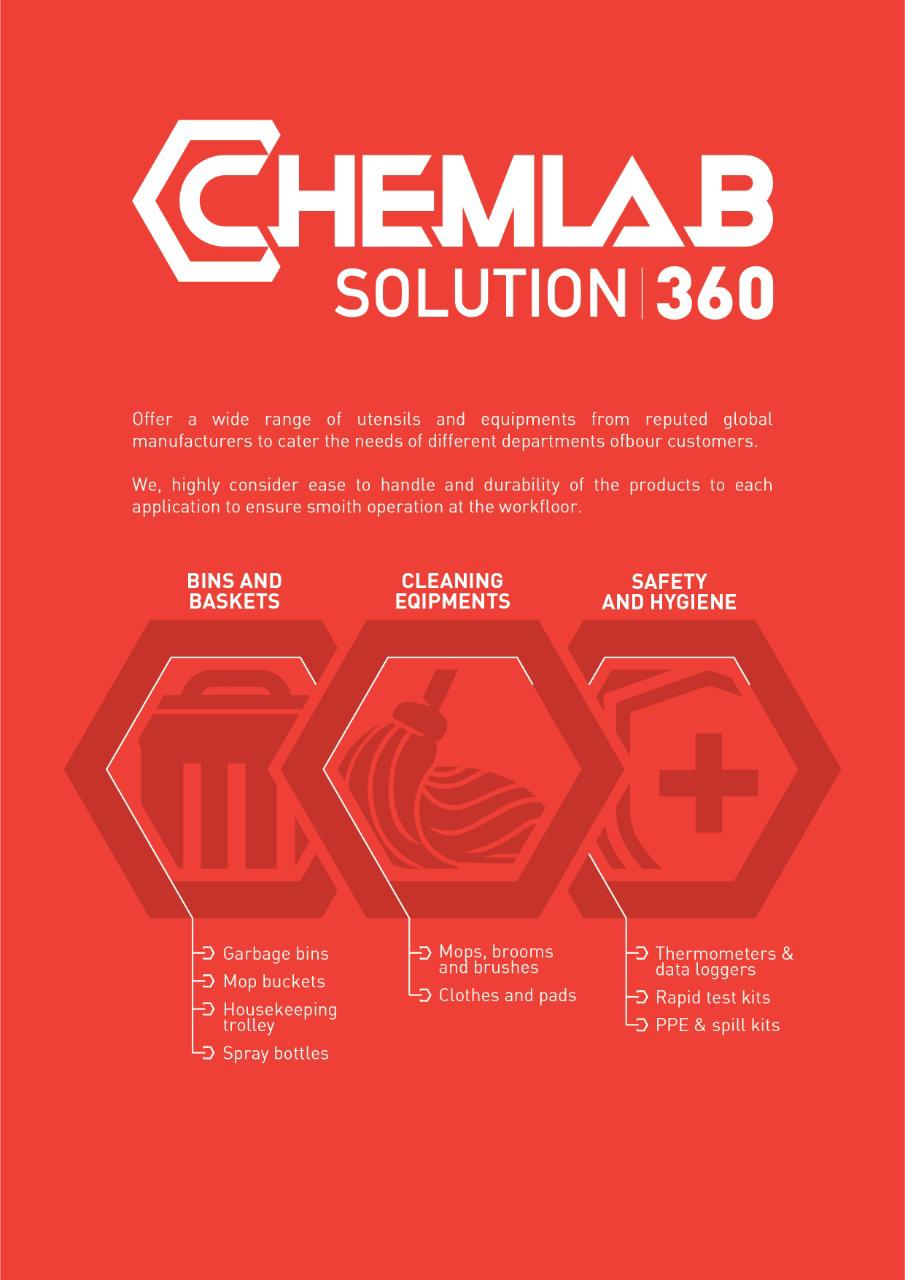 CHEMLAB
SOLUTION | 360
Offer a wide range of utensils and equipments from reputed global
manufacturers to cater the needs of different departments ofbour customers.
We, highly consider ease to handle and durability of the products to each
application to ensure smoith operation at the workfloor.
BINS AND
BASKETS
CLEANING
EQIPMENTS
SAFETY
AND HYGIENE
Garbage bins
Mop buckets
Housekeeping
trolley
Spray bottles
Mops, brooms
and brushes
Clothes and pads
Thermometers &
data loggers
Rapid test kits
PPE & spill kits